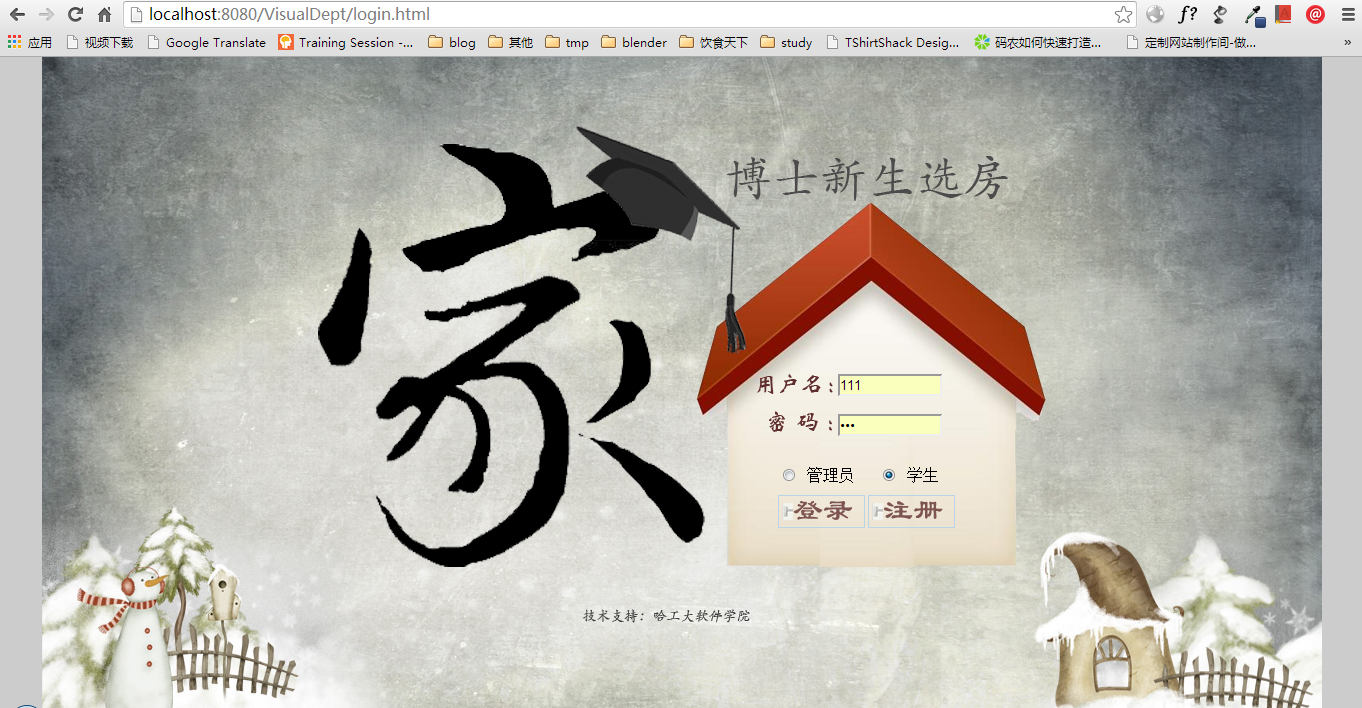 localhost:8080/VisualDept/login.html
应用 视频下载 Google Translate Training Session -... blog 其他 tmp blender 饮食天下 study TShirtShack Desig... 码农如何快速打造... 定制网站制作间-做... »
家
博士新生选房
用户名:111
密 码:•••
管理员 学生
登录 注册
技术支持：哈工大软件学院